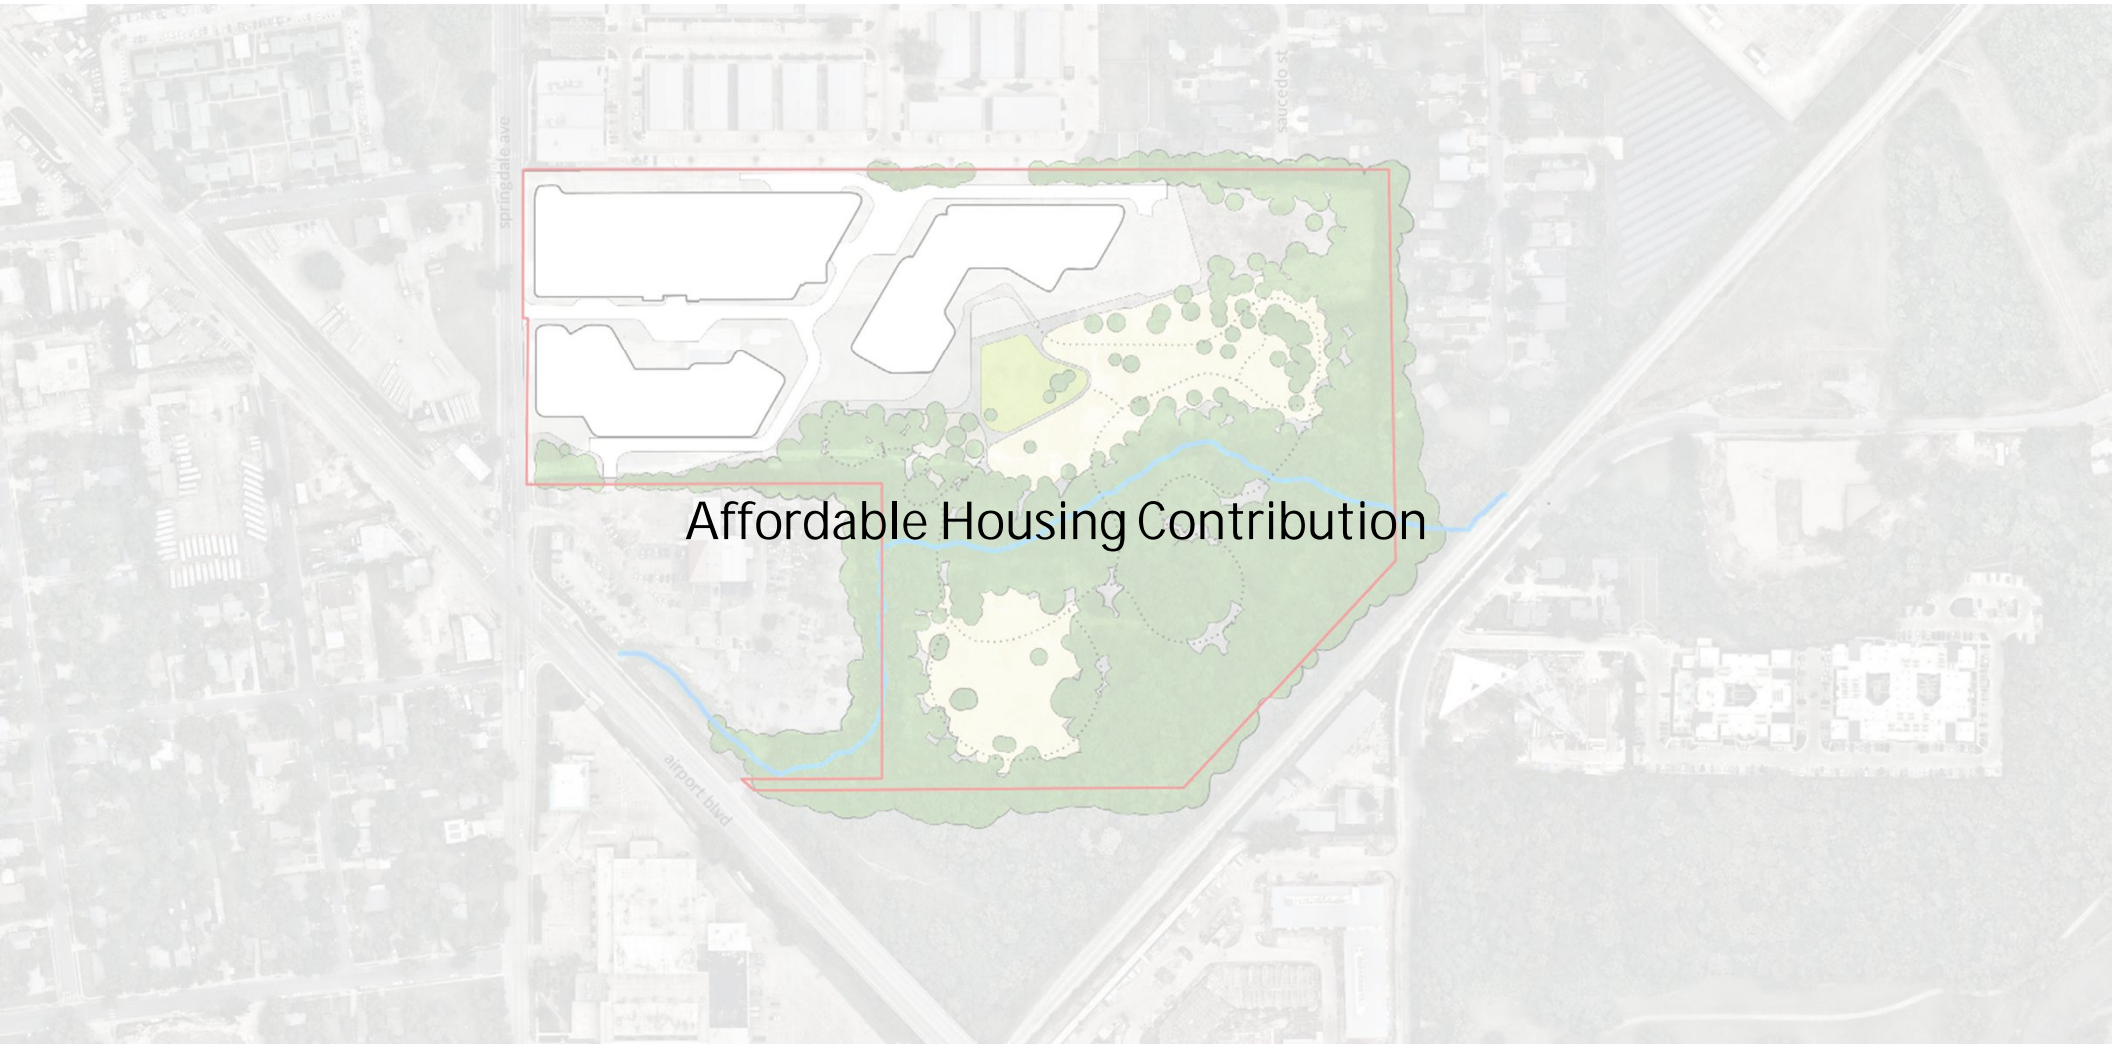 saucedo st
springdale ave
Affordable Housing Contribution
airport blvd